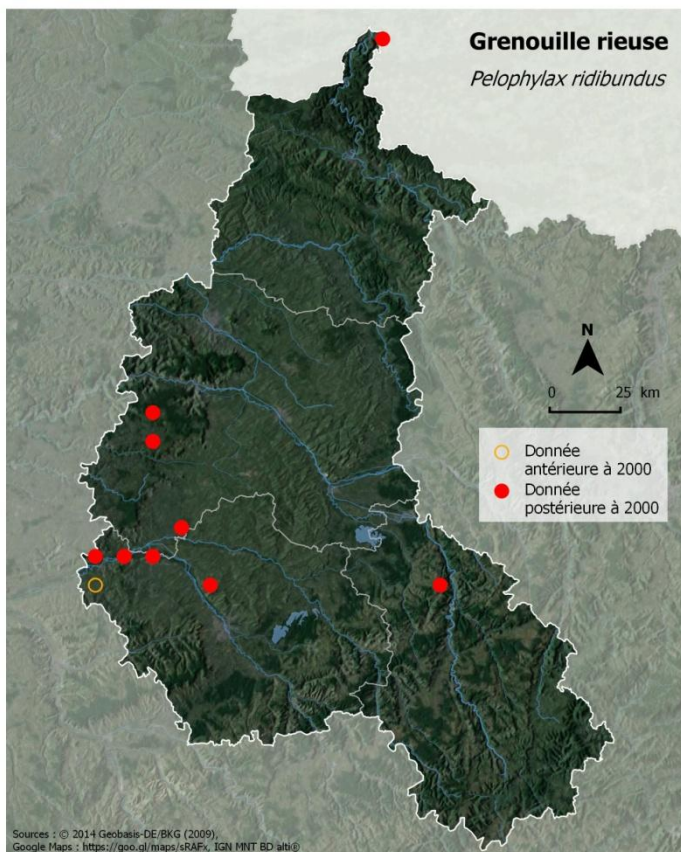 Grenouille rieuse
Pelophylax ridibundus
N
0 25 km
Donnée
antérieure à 2000
Donnée
postérieure à 2000
Sources : © 2014 Geobasis-DE/BKG (2009),
Google Maps : https://goo.gl/maps/sRAFx, IGN MNT BD alti®